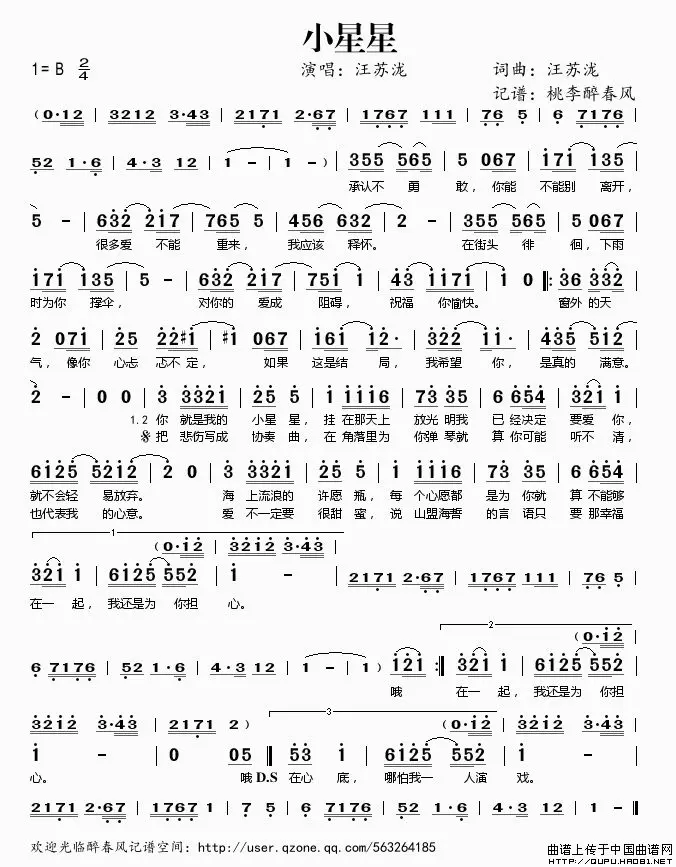 小星星
1= B 2/4 演唱：汪苏泷 词曲：汪苏泷
记谱：桃李醉春风
( 0·12 | 3212 3·43 | 2171 2·67 | 1767 111 | 76 5 | 6 7176 |
52 1·6 | 4·3 12 | 1 - | 1 - ) | 355 565 | 5 067 | 171 135 |
承认不 勇 敢，你能 不能别 离开，
5 - | 632 217 | 765 5 | 456 632 | 2 - | 355 565 | 5 067 |
很多爱 不能 重来， 我应该 释怀。 在街头 徘 徊，下雨
171 135 | 5 - | 632 217 | 751 1 | 43 1171 | 1 0 ‖: 36 332 |
时为你 撑伞， 对你的 爱成 阻碍， 祝福 你愉快。 窗外的天
2 071 | 25 221# | #1 067 | 161 12· | 322 11· | 435 512 |
气，像你 心忐 忑不定， 如果 这是结 局， 我希望 你， 是真的 满意。
2 - | 0 0 | 3 3321 | 25 5 | 1 1116 | 73 35 | 6 654 | 321 1 |
1.2 你 就是我的 小星 星，挂 在那天上 放光 明我 已 经决定 要爱 你，
𝄋把 悲伤写成 协奏 曲，在 角落里为 你弹 琴就 算 你可能 听不 清，
6125 5212 | 2 0 | 3 3321 | 25 5 | 1 1116 | 73 35 | 6 654 |
就不会轻 易放弃。 海 上流浪的 许愿 瓶，每 个心愿都 是为 你就 算 不能够
也代表我 的心意。 爱 不一定要 很甜 蜜，说 山盟海誓 的言 语只 要 那幸福
1
( 0·12 | 3212 3·43 |
321 1 | 6125 552 | 1 - | 2171 2·67 | 1767 111 | 76 5 |
在一 起，我还是为 你担 心。
2
( 0·12 |
6 7176 | 52 1·6 | 4·3 12 | 1 - | 1 ) 121 :‖ 321 1 | 6125 552 |
哦 在一 起，我还是为 你担
3212 3·43 | 2171 2 ) 3 ( 0·12 | 3212 3·43 |
1 - | 0 05 ‖ 53 1 | 6125 552 | 1 - |
心。 哦 D.S 在心 底， 哪怕我一 人演 戏。
2171 2·67 | 1767 1 | 7 5 | 6 7176 | 52 1·6 | 4·3 12 | 1 - ‖
欢迎光临醉春风记谱空间：http://user.qzone.qq.com/563264185
曲谱上传于中国曲谱网
HTTP://WWW.QUPU123.COM